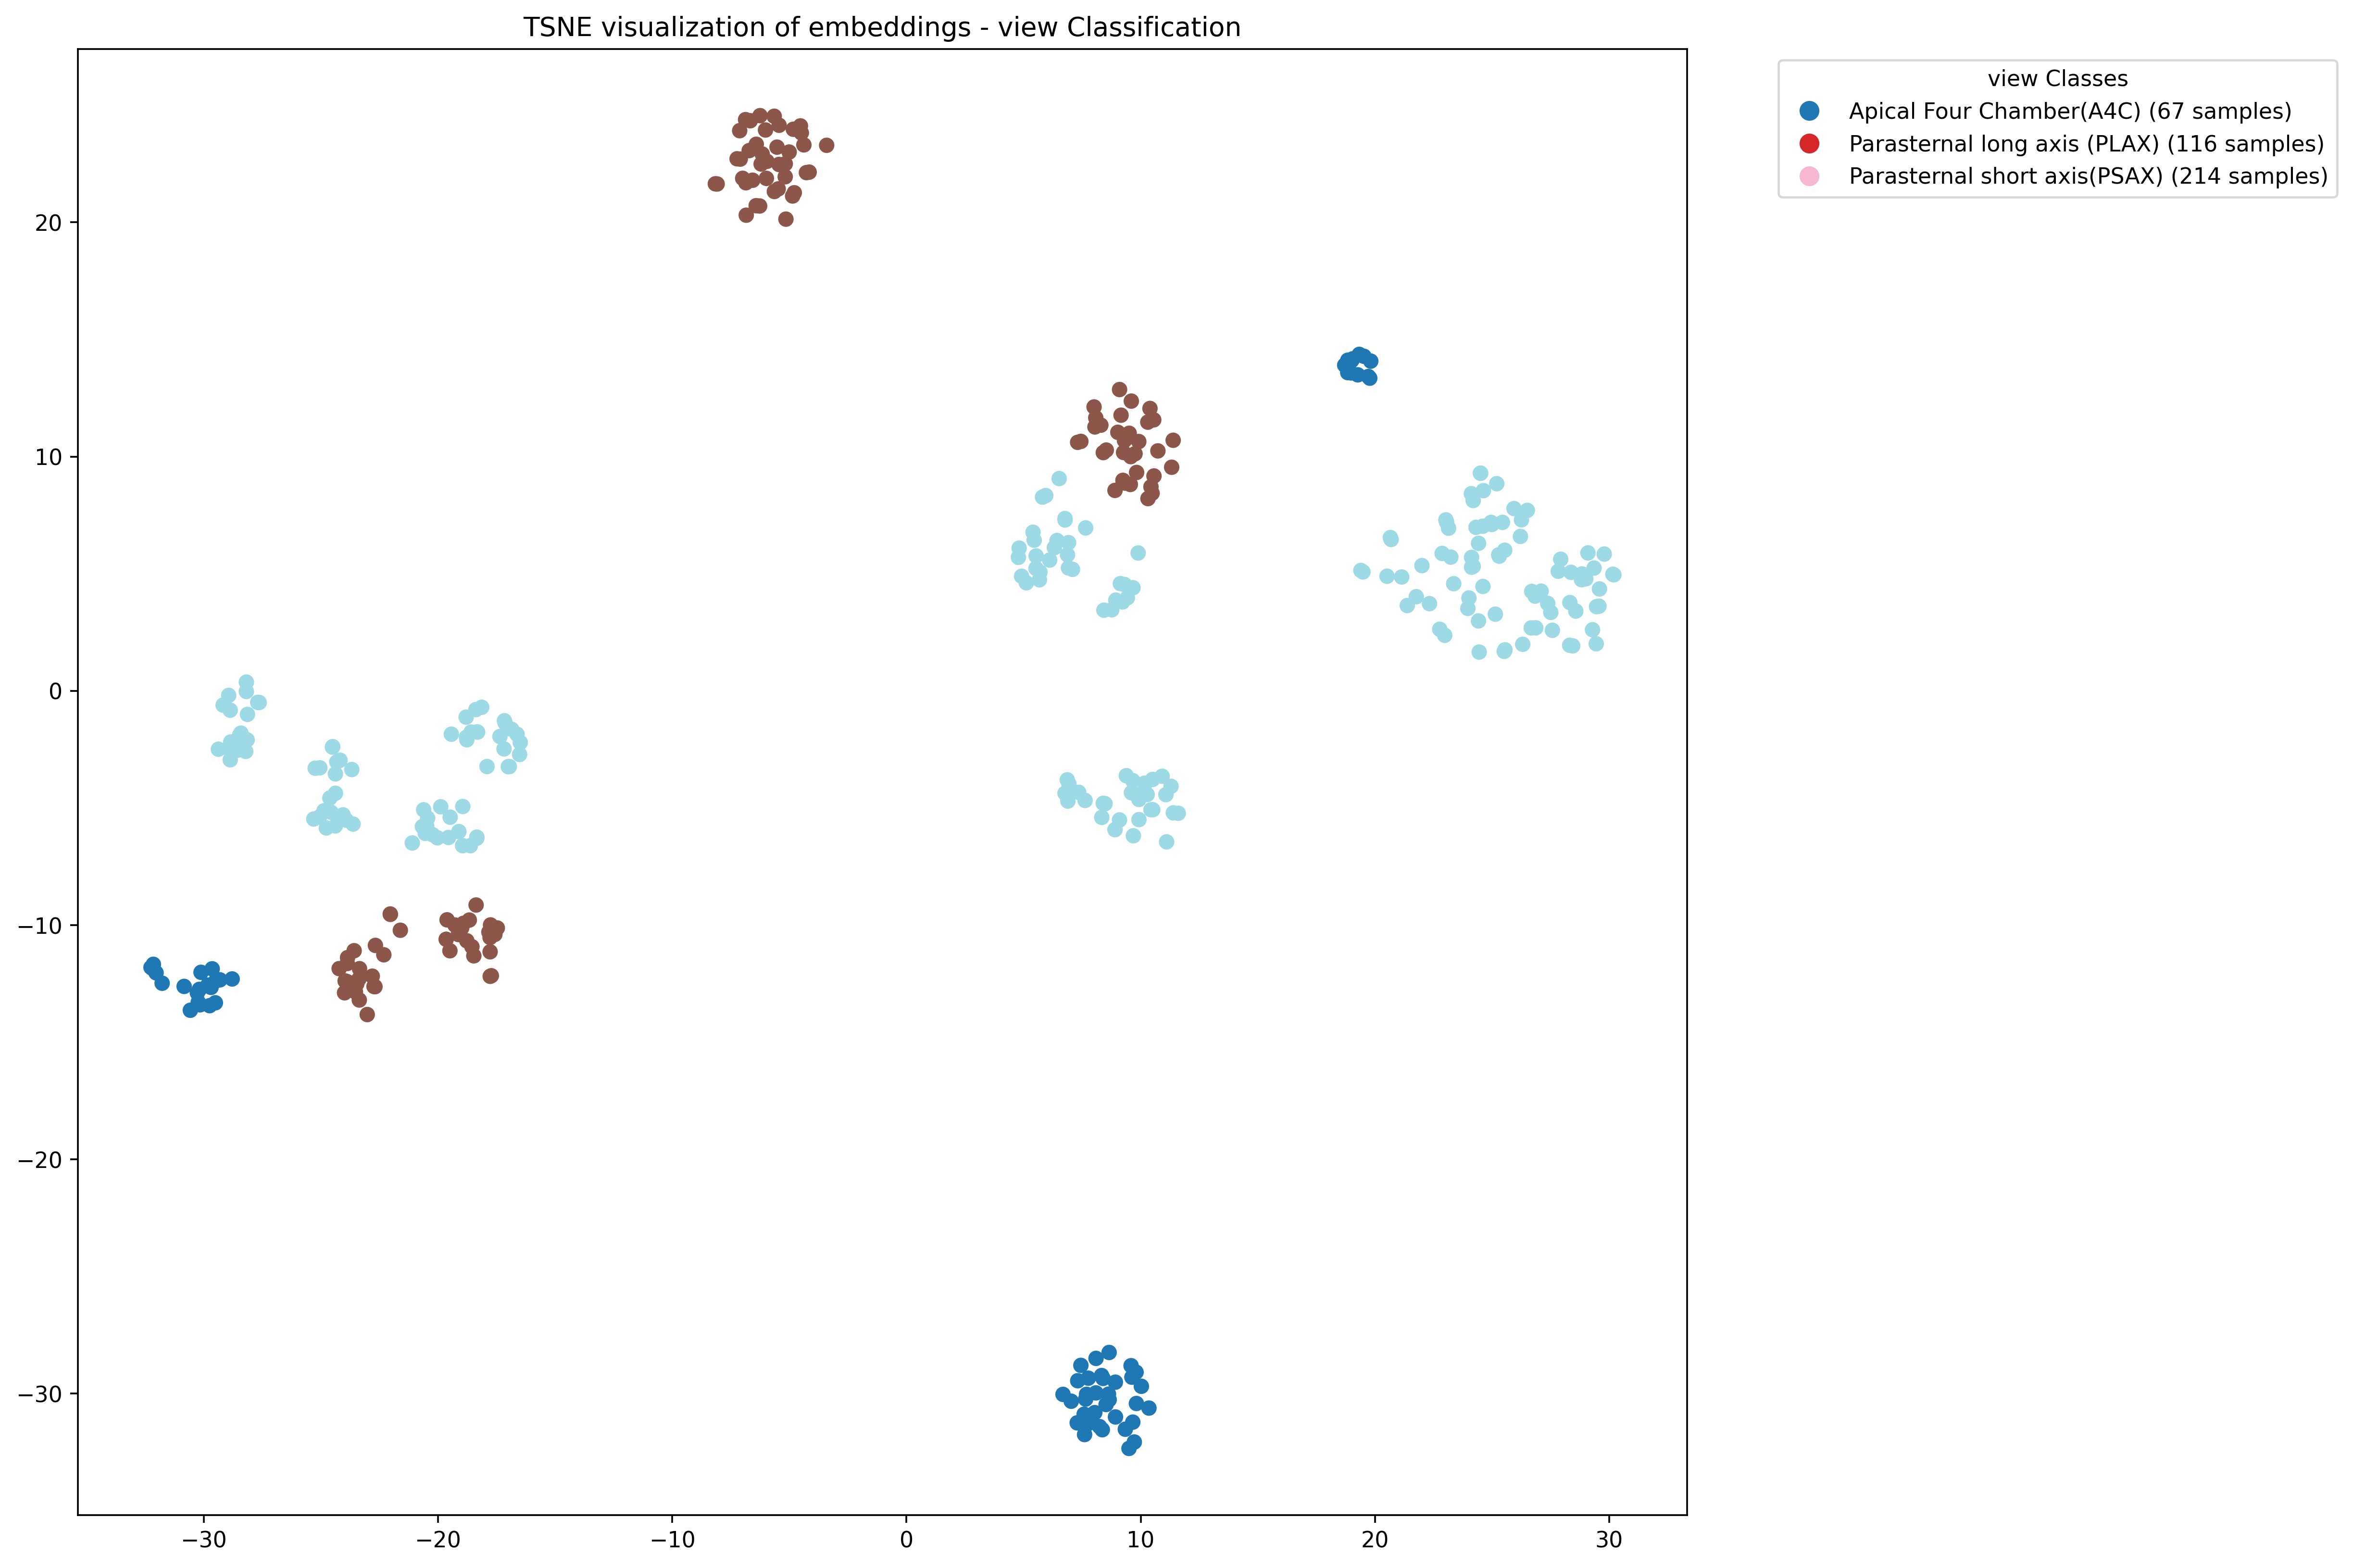 TSNE visualization of embeddings - view Classification
view Classes
Apical Four Chamber(A4C) (67 samples)
Parasternal long axis (PLAX) (116 samples)
Parasternal short axis(PSAX) (214 samples)
20
10
0
−10
−20
−30
−30 −20 −10 0 10 20 30